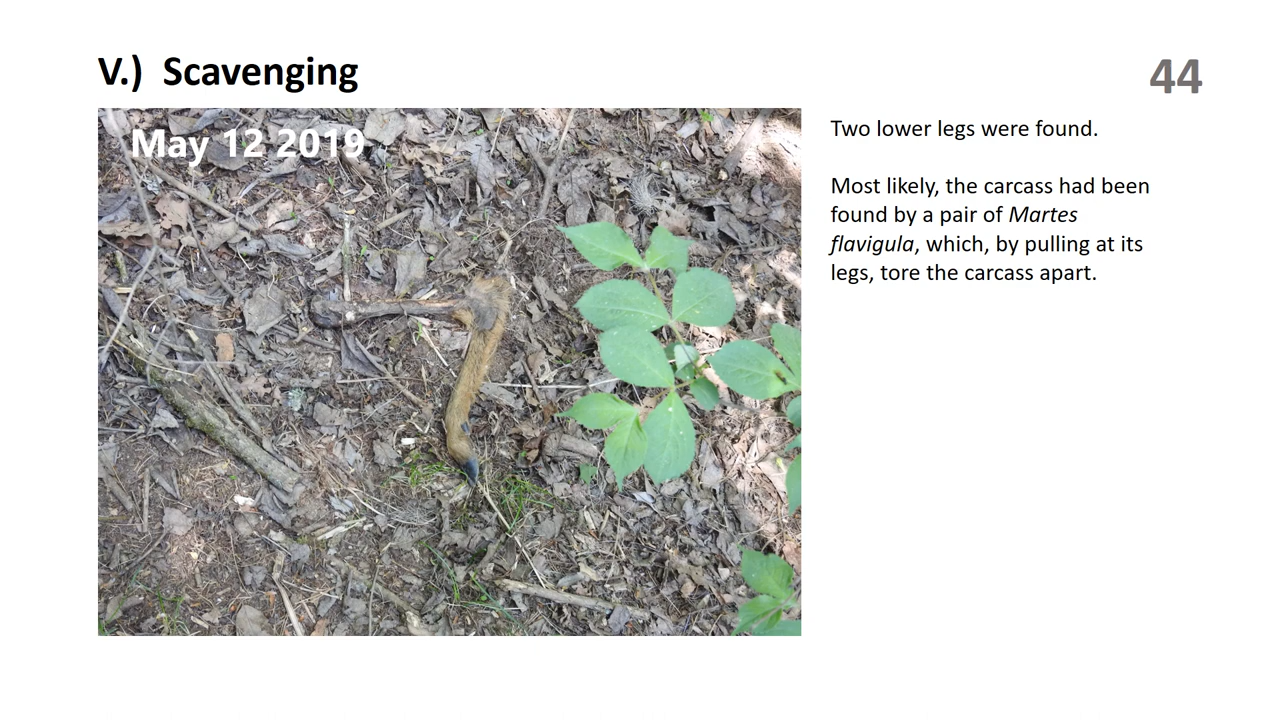 V.) Scavenging
44
May 12 2019
Two lower legs were found.
Most likely, the carcass had been
found by a pair of Martes
flavigula, which, by pulling at its
legs, tore the carcass apart.